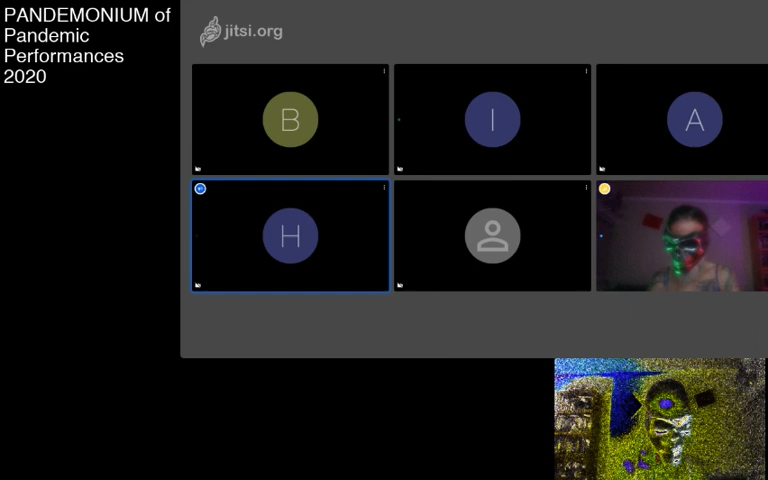 PANDEMONIUM of
Pandemic
Performances
2020
jitsi.org
B
I
A
H